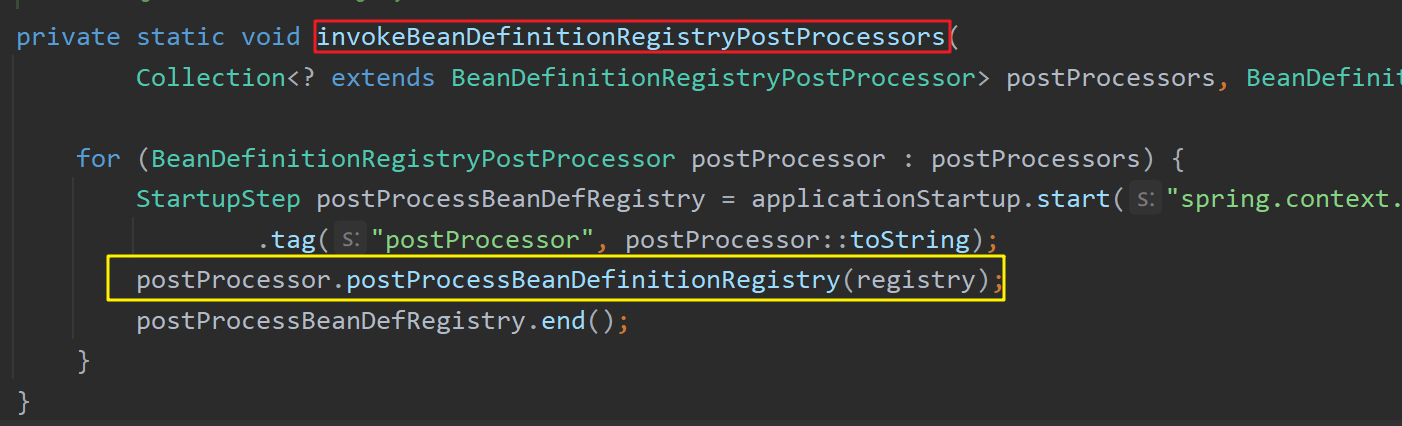 private static void invokeBeanDefinitionRegistryPostProcessors(
Collection<? extends BeanDefinitionRegistryPostProcessor> postProcessors, BeanDefinit
for (BeanDefinitionRegistryPostProcessor postProcessor : postProcessors) {
StartupStep postProcessBeanDefRegistry = applicationStartup.start( s: "spring.context.
.tag( s: "postProcessor", postProcessor::toString);
postProcessor.postProcessBeanDefinitionRegistry(registry);
postProcessBeanDefRegistry.end();
}
}